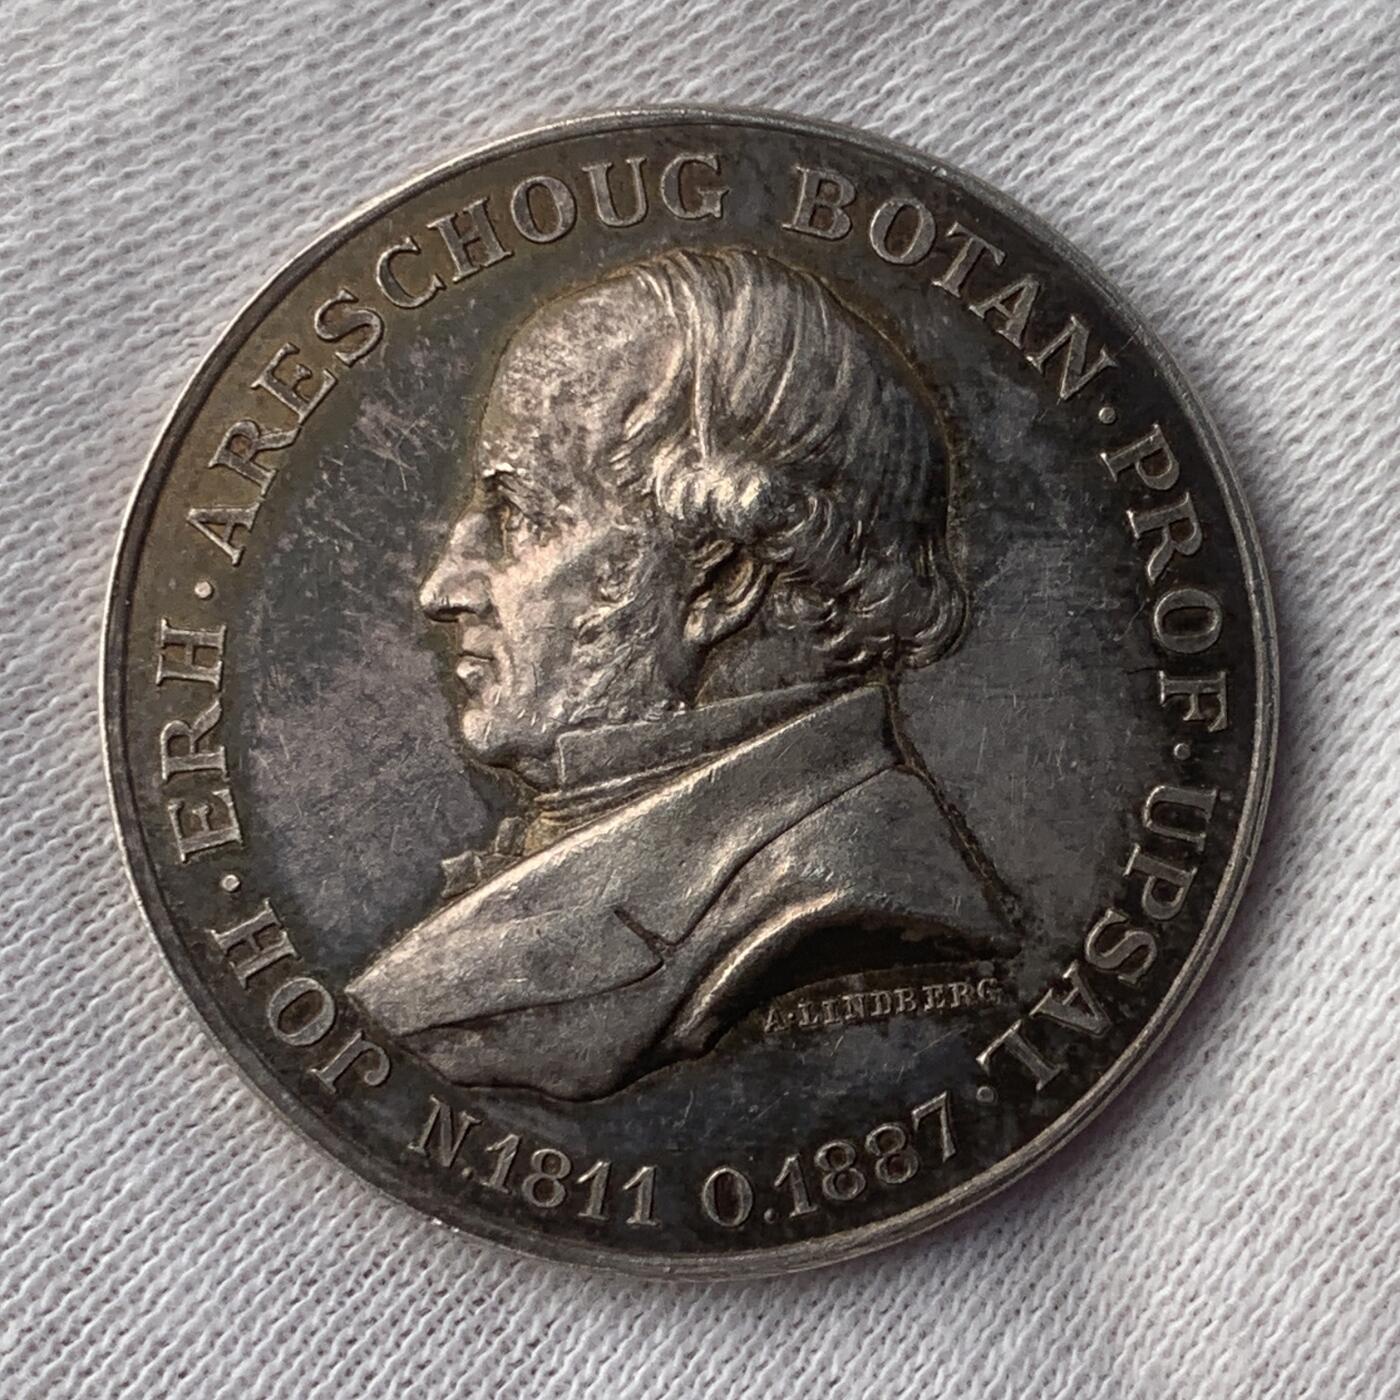 JOH · ERH · ARESCHOUG BOTAN · PROF · UPSAL ·
N. 1811 O. 1887
A·LINDBERG